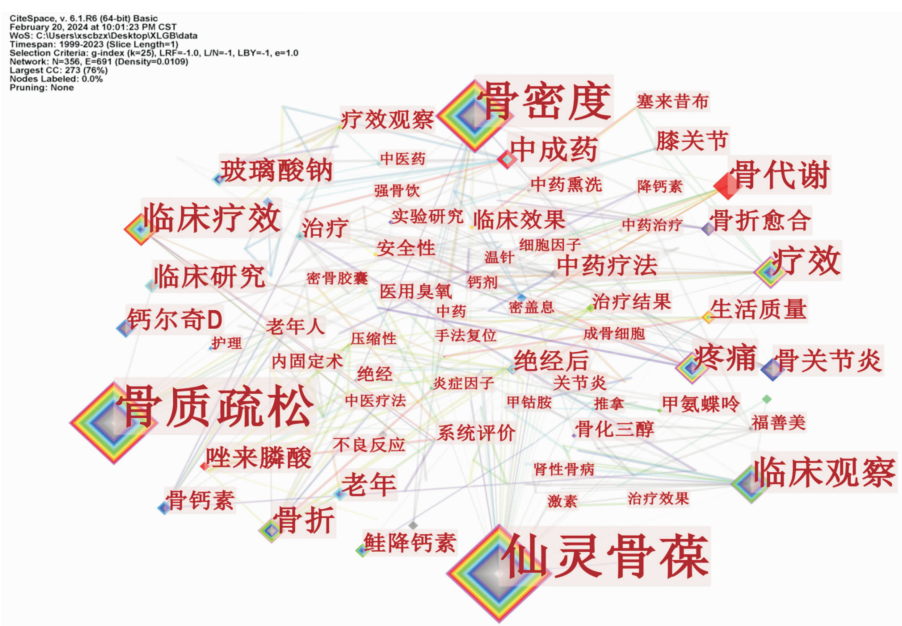 CiteSpace, v. 6.1.R6 (64-bit) Basic
February 20, 2024 at 10:01:23 PM CST
WoS: C:\Users\xscbzx\Desktop\XLGB\data
Timespan: 1999-2023 (Slice Length=1)
Selection Criteria: g-index (k=25), LRF=-1.0, L/N=-1, LBY=-1, e=1.0
Network: N=356, E=691 (Density=0.0109)
Largest CC: 273 (76%)
Nodes Labeled: 0.0%
Pruning: None
骨密度
塞来昔布
疗效观察
膝关节
中成药
中医药
玻璃酸钠
骨代谢
中药熏洗
降钙素
强骨饮
临床疗效
实验研究
临床效果
骨折愈合
中药治疗
治疗
安全性
细胞因子
温针
疗效
中药疗法
临床研究
密骨胶囊
钙剂
医用臭氧
治疗结果
密盖息
生活质量
中药
钙尔奇D
老年人
手法复位
成骨细胞
压缩性
护理
疼痛
骨关节炎
内固定术
绝经后
绝经
炎症因子
关节炎
骨质疏松
中医疗法
甲钴胺
推拿
甲氨蝶呤
福善美
系统评价
骨化三醇
不良反应
唑来膦酸
肾性骨病
临床观察
老年
骨钙素
激素
治疗效果
骨折
鲑降钙素
仙灵骨葆